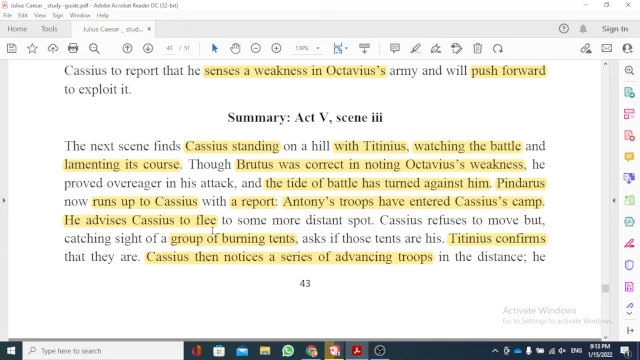 Julius Caesar_ study -guide.pdf - Adobe Acrobat Reader DC (32-bit)
File Edit View Sign Window Help
Home Tools Julius Caesar_ study -... × Sign In
43 / 51 139%
Cassius to report that he senses a weakness in Octavius's army and will push forward
to exploit it.
Summary: Act V, scene iii
The next scene finds Cassius standing on a hill with Titinius, watching the battle and
lamenting its course. Though Brutus was correct in noting Octavius's weakness, he
proved overeager in his attack, and the tide of battle has turned against him. Pindarus
now runs up to Cassius with a report: Antony's troops have entered Cassius's camp.
He advises Cassius to flee to some more distant spot. Cassius refuses to move but,
catching sight of a group of burning tents, asks if those tents are his. Titinius confirms
that they are. Cassius then notices a series of advancing troops in the distance; he
43
Activate Windows
Go to Settings to activate Windows.
Type here to search
ENG
9:13 PM
1/15/2022